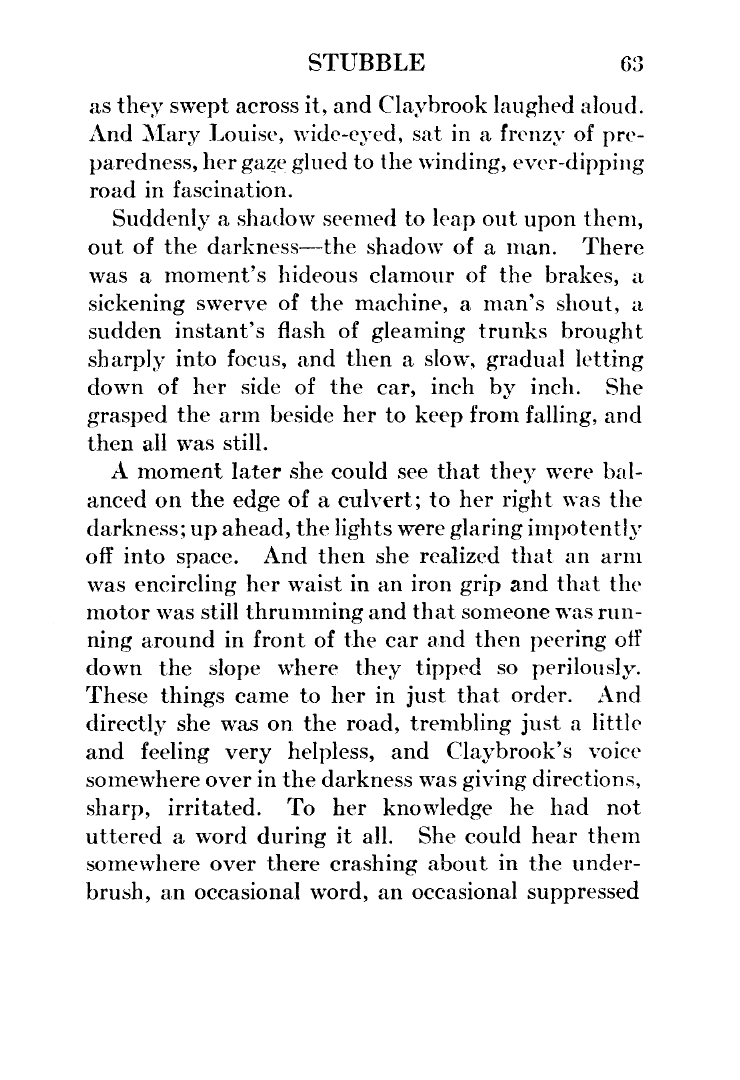 STUBBLE 63
as they swept across it, and Claybrook laughed aloud.
And Mary Louise, wide-eyed, sat in a frenzy of pre-
paredness, her gaze glued to the winding, ever-dipping
road in fascination.
Suddenly a shadow seemed to leap out upon them,
out of the darkness—the shadow of a man. There
was a moment's hideous clamour of the brakes, a
sickening swerve of the machine, a man's shout, a
sudden instant's flash of gleaming trunks brought
sharply into focus, and then a slow, gradual letting
down of her side of the car, inch by inch. She
grasped the arm beside her to keep from falling, and
then all was still.
A moment later she could see that they were bal-
anced on the edge of a culvert; to her right was the
darkness; up ahead, the lights were glaring impotently
off into space. And then she realized that an arm
was encircling her waist in an iron grip and that the
motor was still thrumming and that someone was run-
ning around in front of the car and then peering off
down the slope where they tipped so perilously.
These things came to her in just that order. And
directly she was on the road, trembling just a little
and feeling very helpless, and Claybrook's voice
somewhere over in the darkness was giving directions,
sharp, irritated. To her knowledge he had not
uttered a word during it all. She could hear them
somewhere over there crashing about in the under-
brush, an occasional word, an occasional suppressed